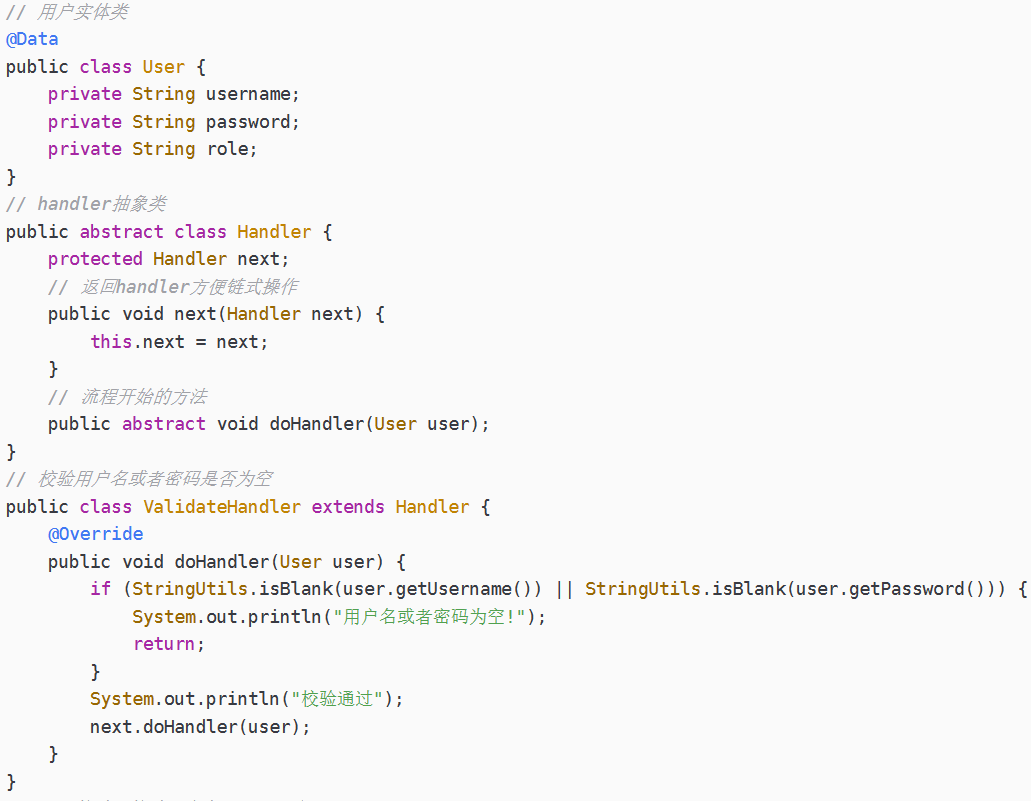 // 用户实体类
@Data
public class User {
    private String username;
    private String password;
    private String role;
}
// handler抽象类
public abstract class Handler {
    protected Handler next;
    // 返回handler方便链式操作
    public void next(Handler next) {
        this.next = next;
    }
    // 流程开始的方法
    public abstract void doHandler(User user);
}
// 校验用户名或者密码是否为空
public class ValidateHandler extends Handler {
    @Override
    public void doHandler(User user) {
        if (StringUtils.isBlank(user.getUsername()) || StringUtils.isBlank(user.getPassword())) {
            System.out.println("用户名或者密码为空!");
            return;
        }
        System.out.println("校验通过");
        next.doHandler(user);
    }
}